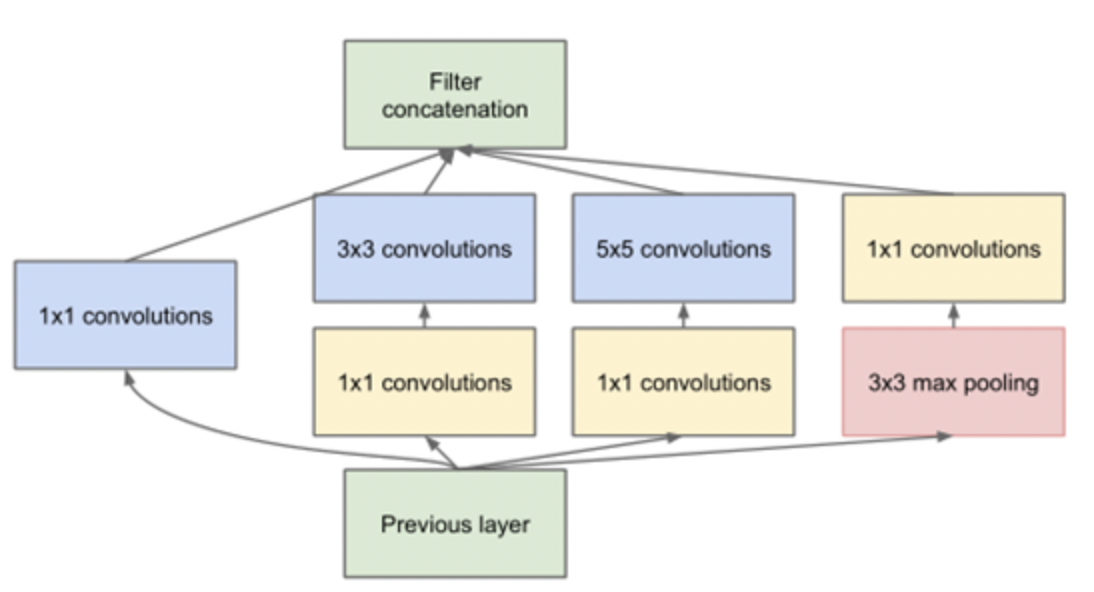 Filter
concatenation
3x3 convolutions
5x5 convolutions
1x1 convolutions
1x1 convolutions
1x1 convolutions
1x1 convolutions
3x3 max pooling
Previous layer